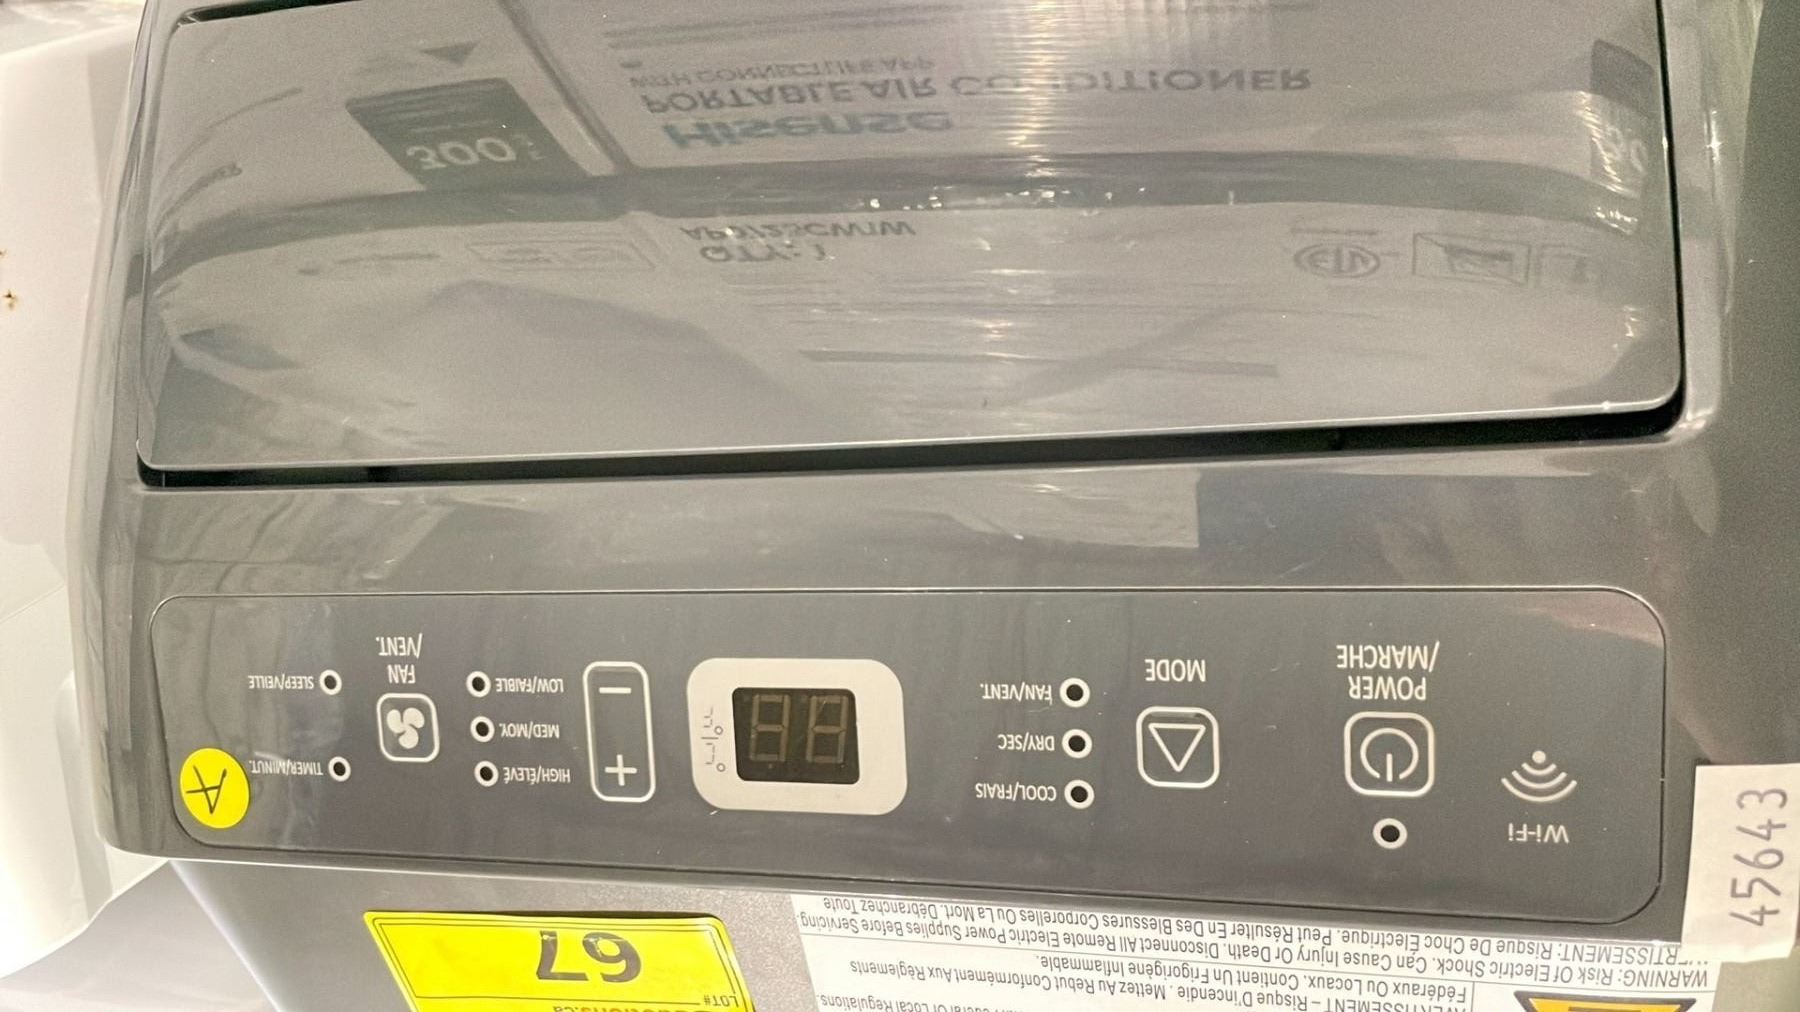 Wi-Fi
POWER
/MARCHE
MODE
COOL/FRAIS
DRY/SEC
FAN/VENT.
°C/°F
88
+
−
HIGH/ÉLEVÉ
MED/MOY.
LOW/FAIBLE
FAN
/VENT.
TIMER/MINUT.
SLEEP/VEILLE
A
45643
LOT#
67
WARNING: Risk Of Electric Shock. Can Cause Injury Or Death. Disconnect All Remote Electric Power Supplies Before Servicing.
AVERTISSEMENT: Risque De Choc Électrique. Peut Résulter En Des Blessures Corporelles Ou La Mort. Débranchez Toute
Local Regulations.
AVERTISSEMENT – Risque D'incendie. Contient Un Frigorigène Inflammable.
Mettez Au Rebut Conformément Aux Règlements
Fédéraux Ou Locaux.
Hisense
PORTABLE AIR CONDITIONER
WITH CONNECTLIFE APP
300
QTY: 1
AP0725CW1W